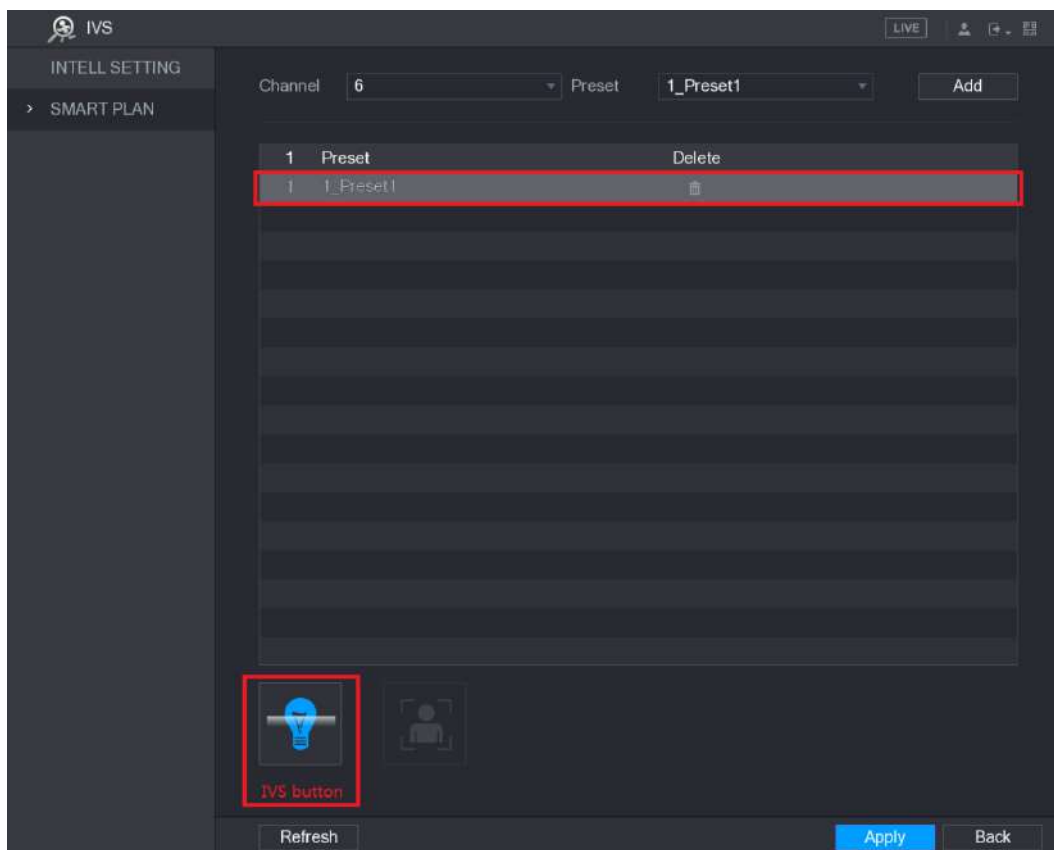 IVS LIVE
INTELL SETTING
SMART PLAN
Channel 6 Preset 1_Preset1 Add
1 Preset Delete
1 1_Preset1
IVS button
Refresh Apply Back